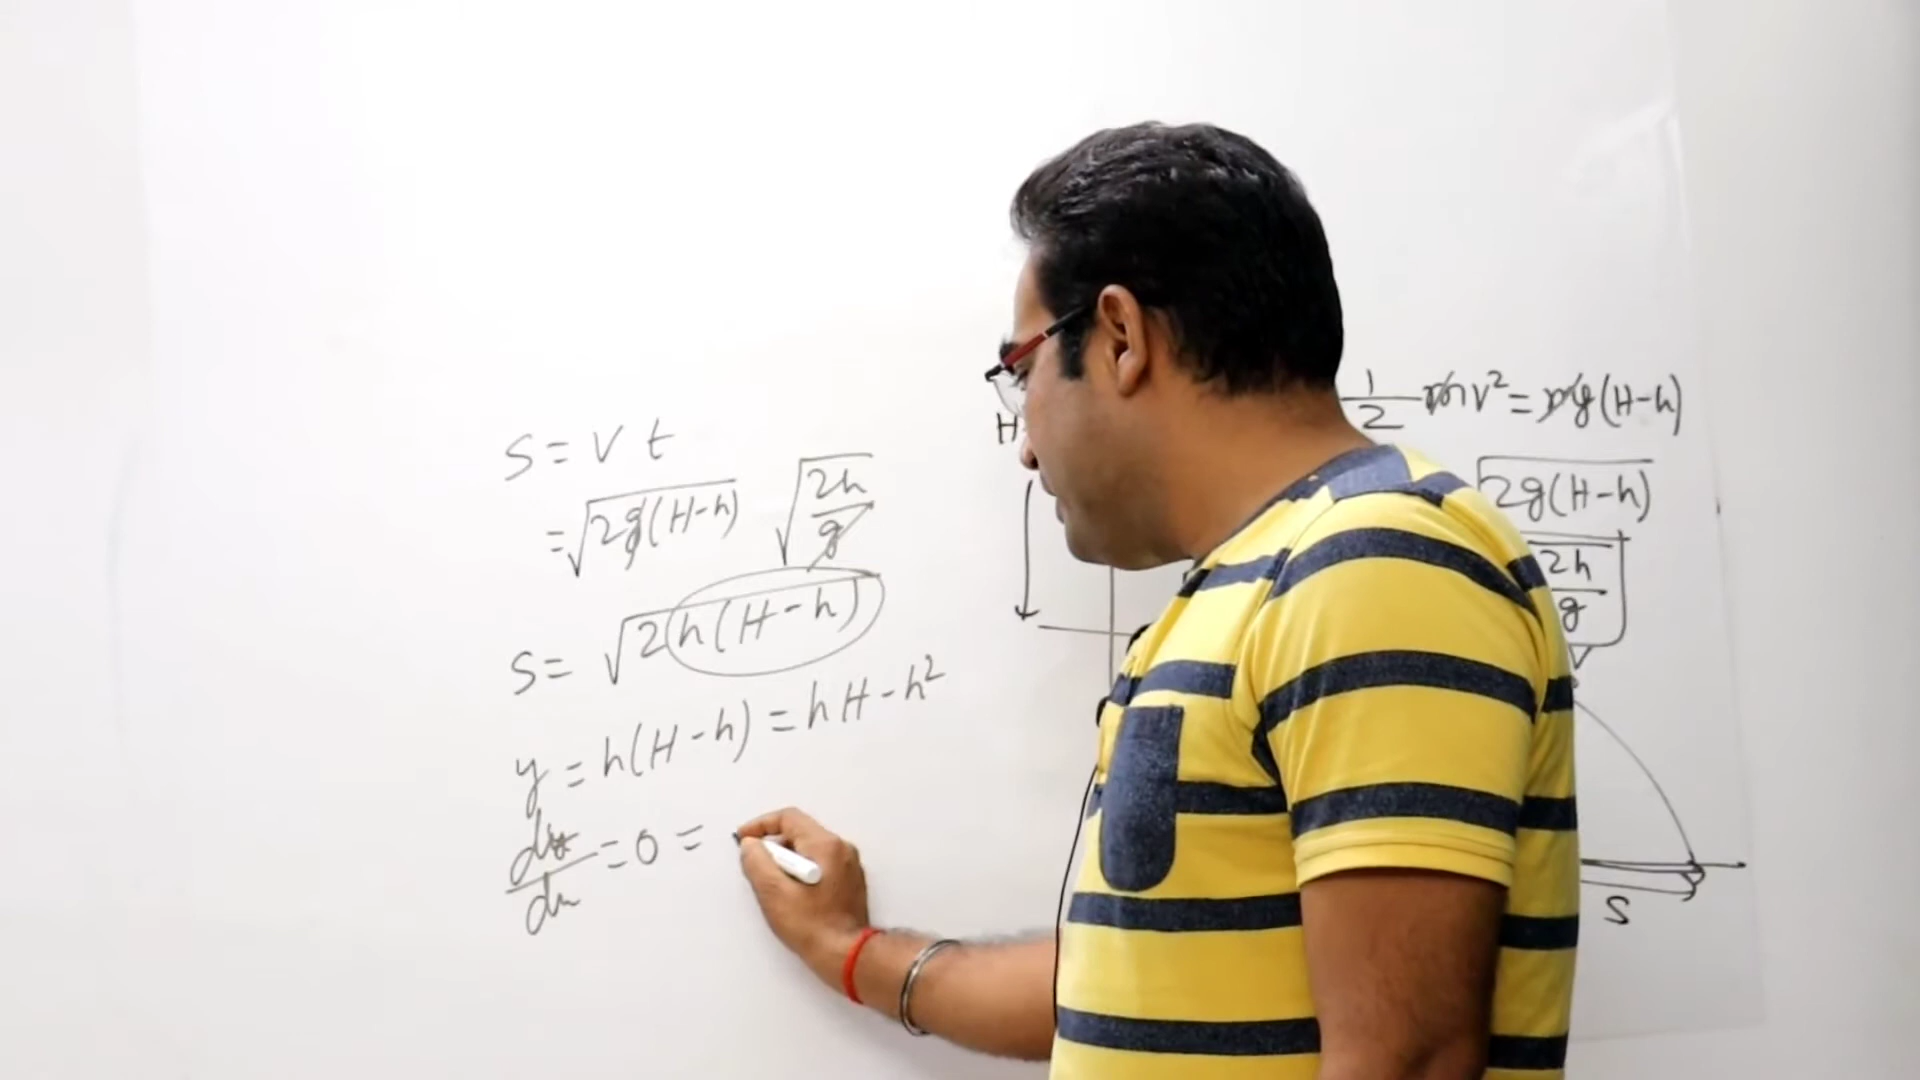 S = V t
= √2g(H-h) √2h/g
S = √2h(H-h)
y = h(H-h) = hH-h²
dy/dh = 0 =
H
1/2 mv² = mg(H-h)
√2g(H-h)
2h/g
S